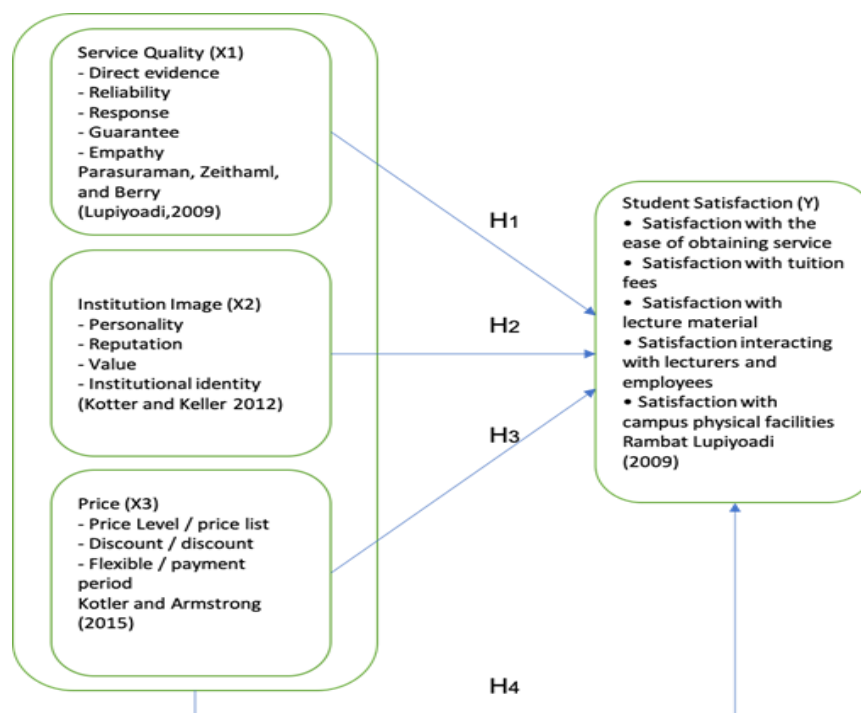 Service Quality (X1)
- Direct evidence
- Reliability
- Response
- Guarantee
- Empathy
Parasuraman, Zeithaml,
and Berry
(Lupiyoadi,2009)
H1
Student Satisfaction (Y)
• Satisfaction with the
ease of obtaining service
• Satisfaction with tuition
fees
• Satisfaction with
lecture material
• Satisfaction interacting
with lecturers and
employees
• Satisfaction with
campus physical facilities
Rambat Lupiyoadi
(2009)
Institution Image (X2)
- Personality
- Reputation
- Value
- Institutional identity
(Kotter and Keller 2012)
H2
H3
Price (X3)
- Price Level / price list
- Discount / discount
- Flexible / payment
period
Kotler and Armstrong
(2015)
H4